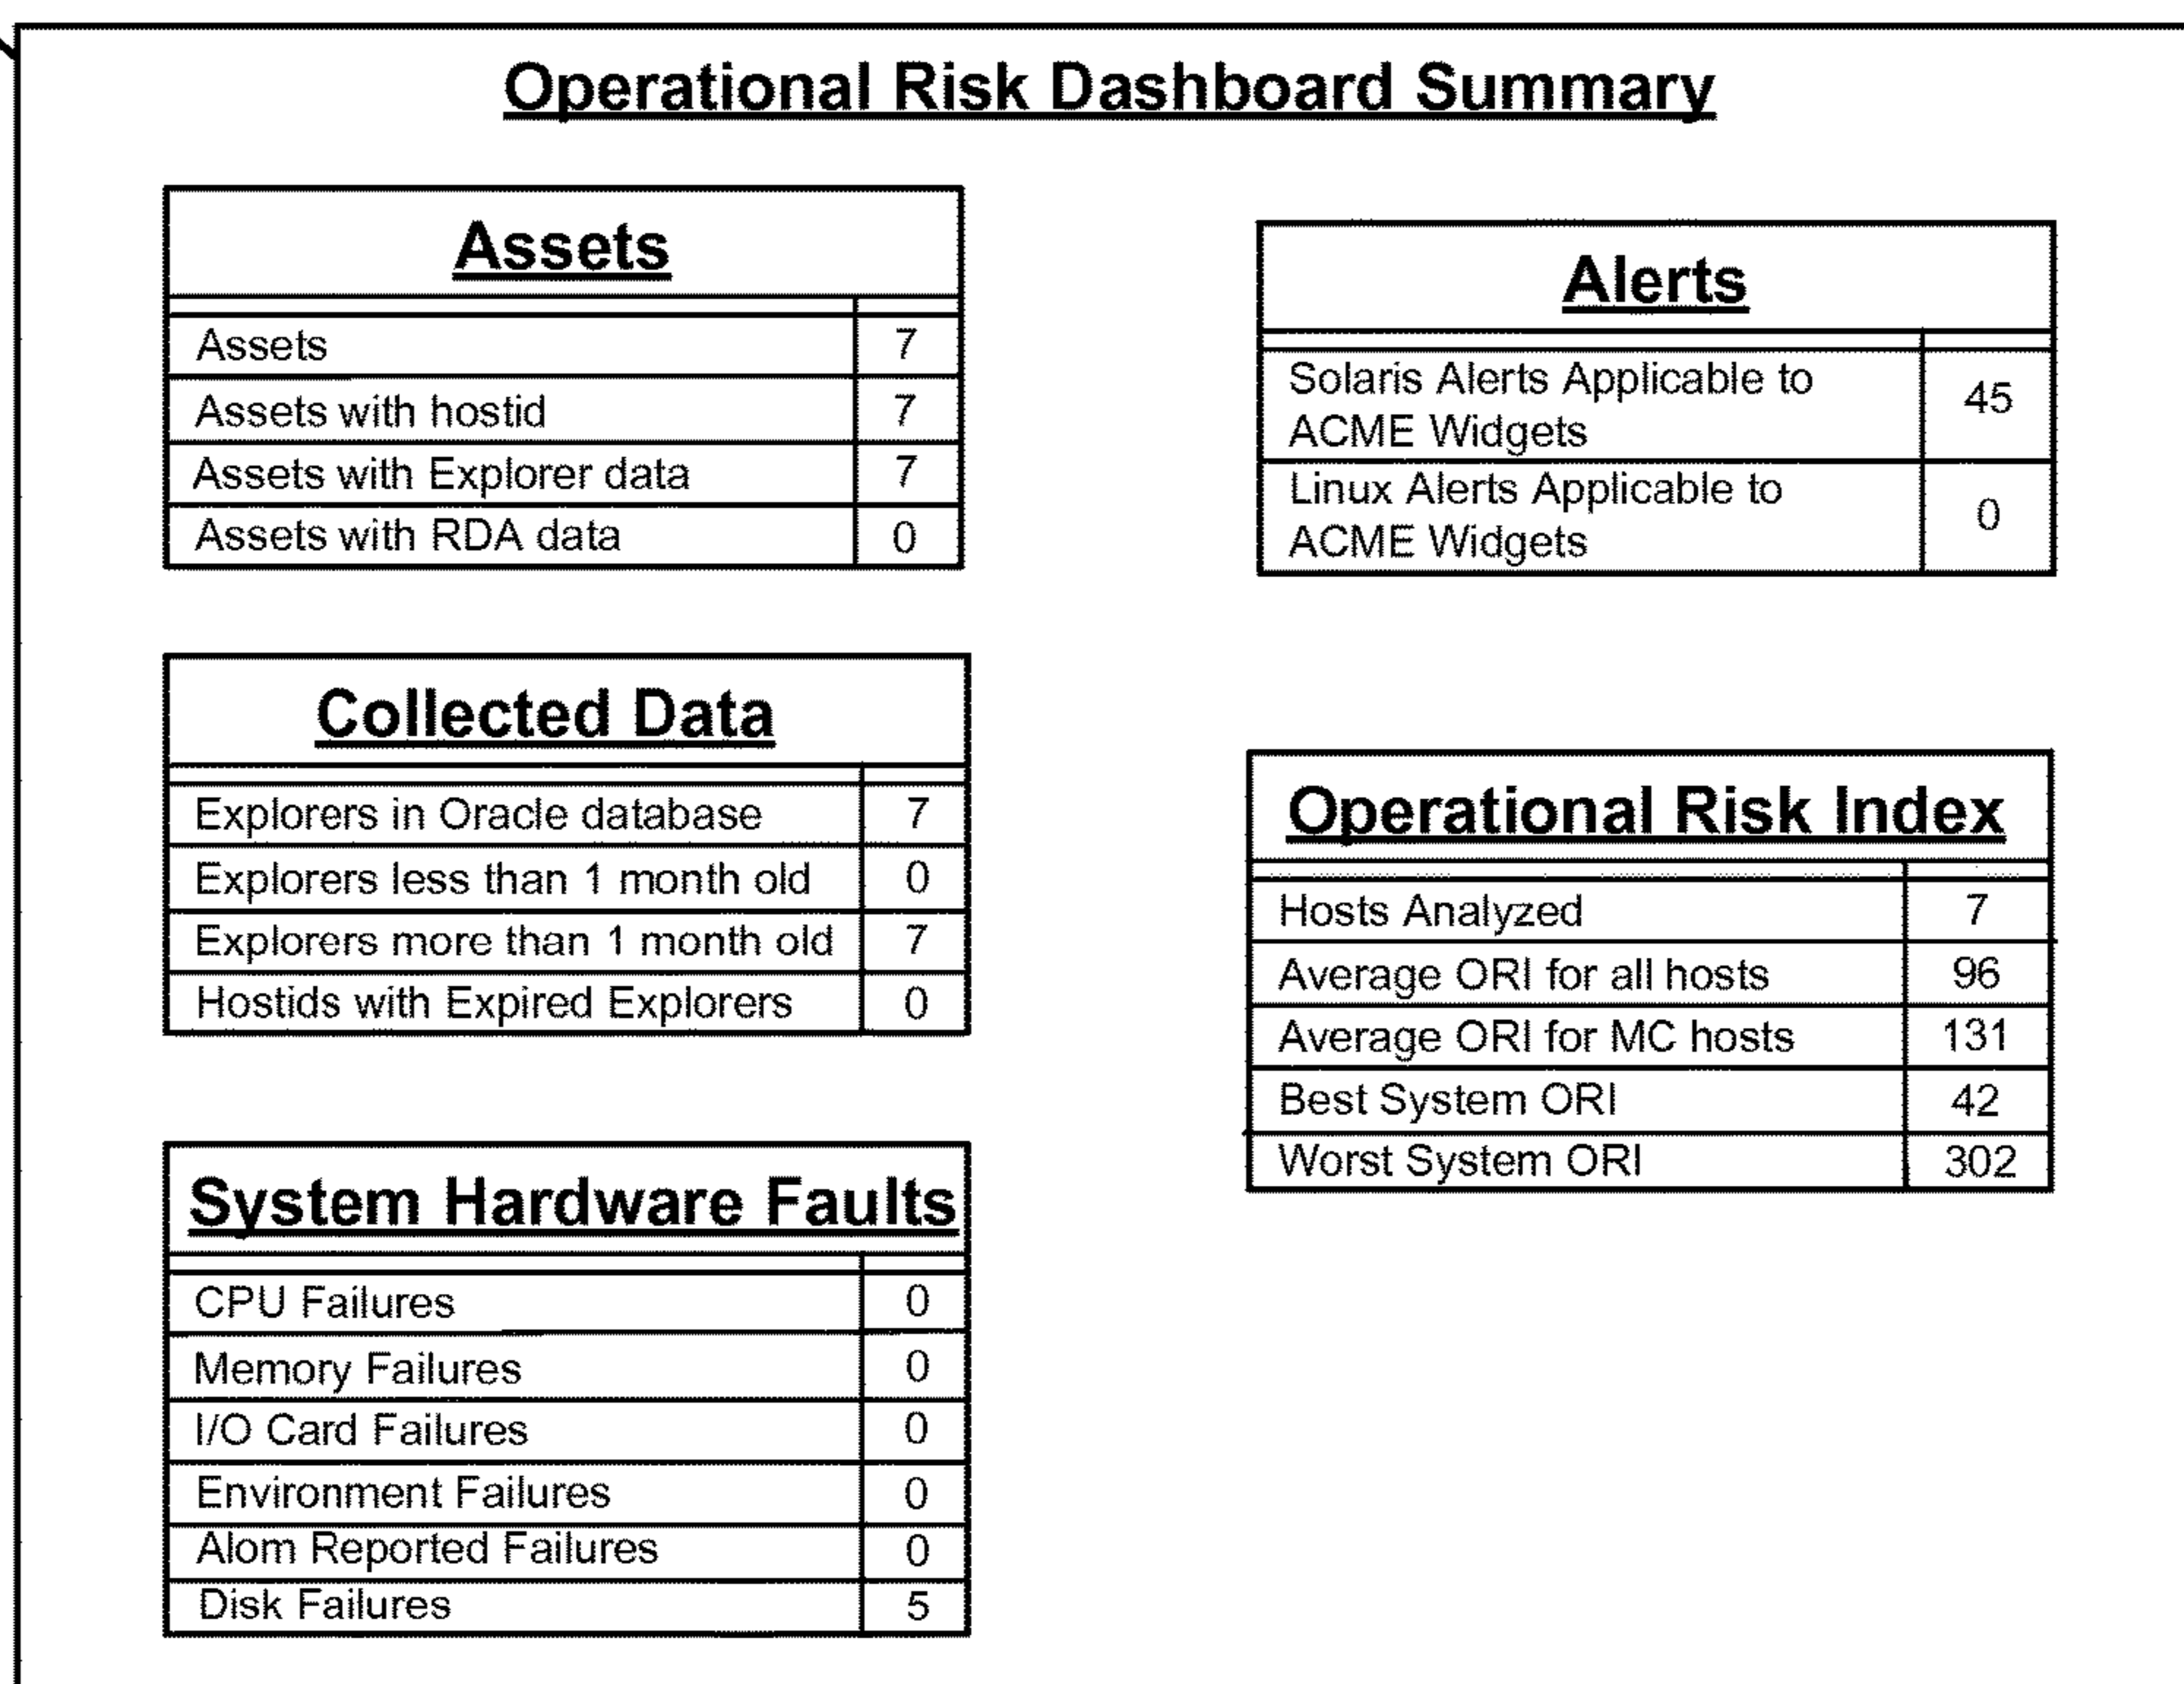 Operational Risk Dashboard Summary
Assets
Assets 7
Assets with hostid 7
Assets with Explorer data 7
Assets with RDA data 0
Alerts
Solaris Alerts Applicable to
ACME Widgets 45
Linux Alerts Applicable to
ACME Widgets 0
Collected Data
Explorers in Oracle database 7
Explorers less than 1 month old 0
Explorers more than 1 month old 7
Hostids with Expired Explorers 0
Operational Risk Index
Hosts Analyzed 7
Average ORI for all hosts 96
Average ORI for MC hosts 131
Best System ORI 42
Worst System ORI 302
System Hardware Faults
CPU Failures 0
Memory Failures 0
I/O Card Failures 0
Environment Failures 0
Alom Reported Failures 0
Disk Failures 5